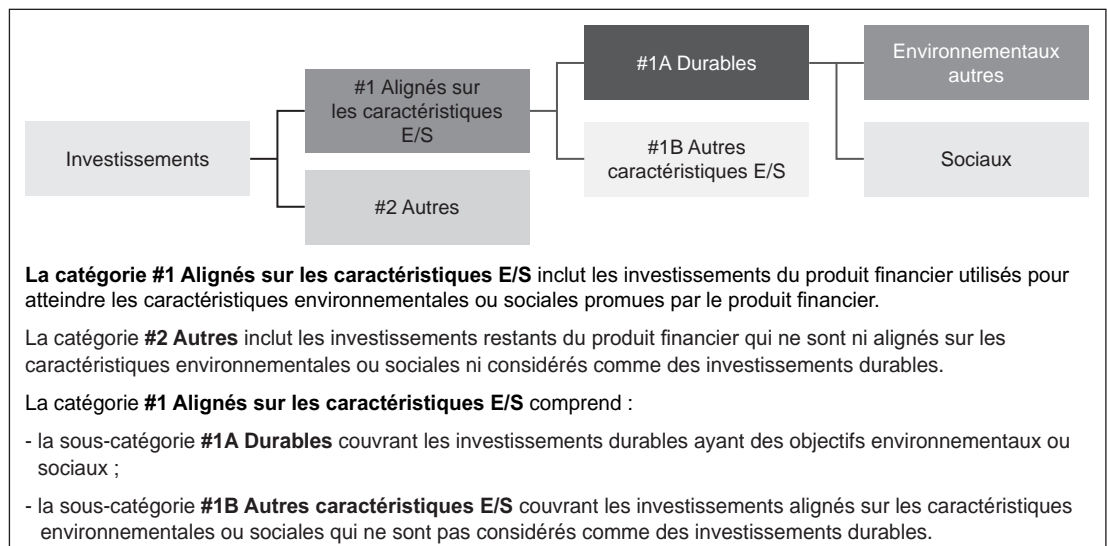 #1A Durables
Environnementaux
autres
#1 Alignés sur
les caractéristiques
E/S
Investissements
#1B Autres
caractéristiques E/S
Sociaux
#2 Autres
La catégorie #1 Alignés sur les caractéristiques E/S inclut les investissements du produit financier utilisés pour
atteindre les caractéristiques environnementales ou sociales promues par le produit financier.
La catégorie #2 Autres inclut les investissements restants du produit financier qui ne sont ni alignés sur les
caractéristiques environnementales ou sociales ni considérés comme des investissements durables.
La catégorie #1 Alignés sur les caractéristiques E/S comprend :
- la sous-catégorie #1A Durables couvrant les investissements durables ayant des objectifs environnementaux ou
sociaux ;
- la sous-catégorie #1B Autres caractéristiques E/S couvrant les investissements alignés sur les caractéristiques
environnementales ou sociales qui ne sont pas considérés comme des investissements durables.